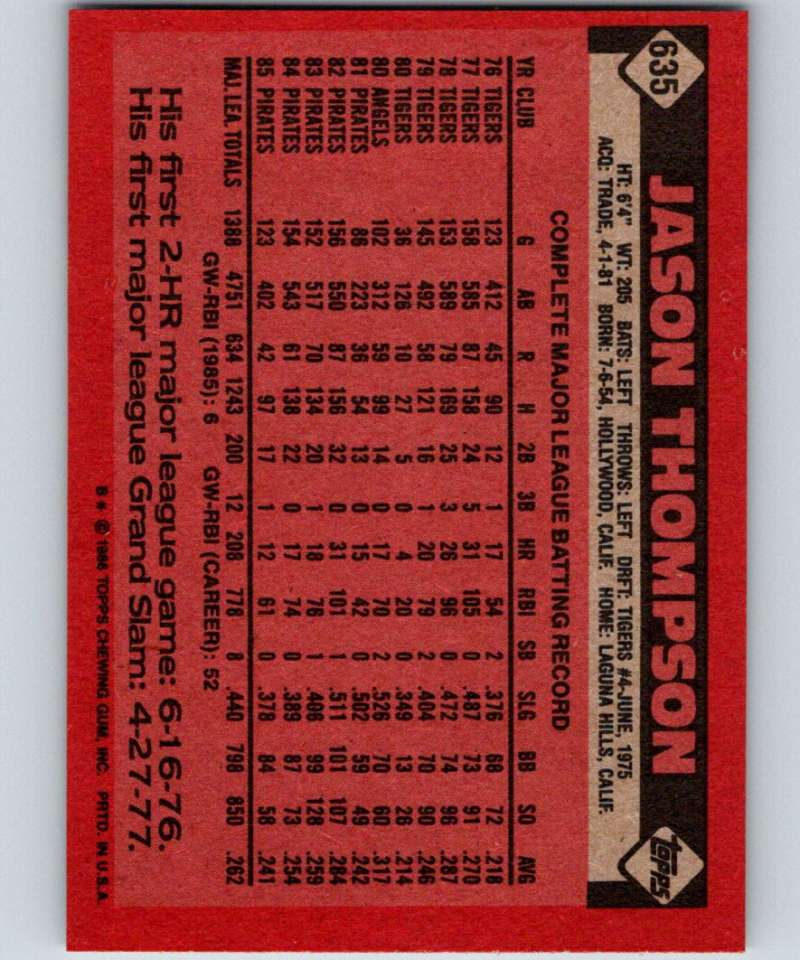 635
JASON THOMPSON
TOPPS
HT: 6'4" WT: 205 BATS: LEFT THROWS: LEFT DRFT: TIGERS #4-JUNE, 1975
ACQ: TRADE, 4-1-81 BORN: 7-6-54, HOLLYWOOD, CALIF. HOME: LAGUNA HILLS, CALIF.
COMPLETE MAJOR LEAGUE BATTING RECORD
YR CLUB G AB R H 2B 3B HR RBI SB SLG BB SO AVG
76 TIGERS 123 412 45 90 12 1 17 54 2 .376 68 72 .218
77 TIGERS 158 585 87 158 24 5 31 105 0 .487 73 91 .270
78 TIGERS 153 589 79 169 25 3 26 96 0 .472 74 96 .287
79 TIGERS 145 492 58 121 16 1 20 79 2 .404 70 90 .246
80 TIGERS 36 126 10 27 5 0 4 20 0 .349 13 26 .214
80 ANGELS 102 312 59 99 14 0 17 70 2 .526 70 60 .317
81 PIRATES 86 223 36 54 13 0 15 42 0 .502 59 49 .242
82 PIRATES 156 550 87 156 32 0 31 101 1 .511 101 107 .284
83 PIRATES 152 517 70 134 20 1 18 76 1 .406 99 128 .259
84 PIRATES 154 543 61 138 22 0 17 74 0 .389 87 73 .254
85 PIRATES 123 402 42 97 17 1 12 61 0 .378 84 58 .241
MAJ. LEA. TOTALS 1388 4751 634 1243 200 12 208 778 8 .440 798 850 .262
GW-RBI (1985): 6 GW-RBI (CAREER): 52
His first 2-HR major league game: 6-16-76.
His first major league Grand Slam: 4-27-77.
B* © 1986 TOPPS CHEWING GUM, INC. PRTD. IN U.S.A.